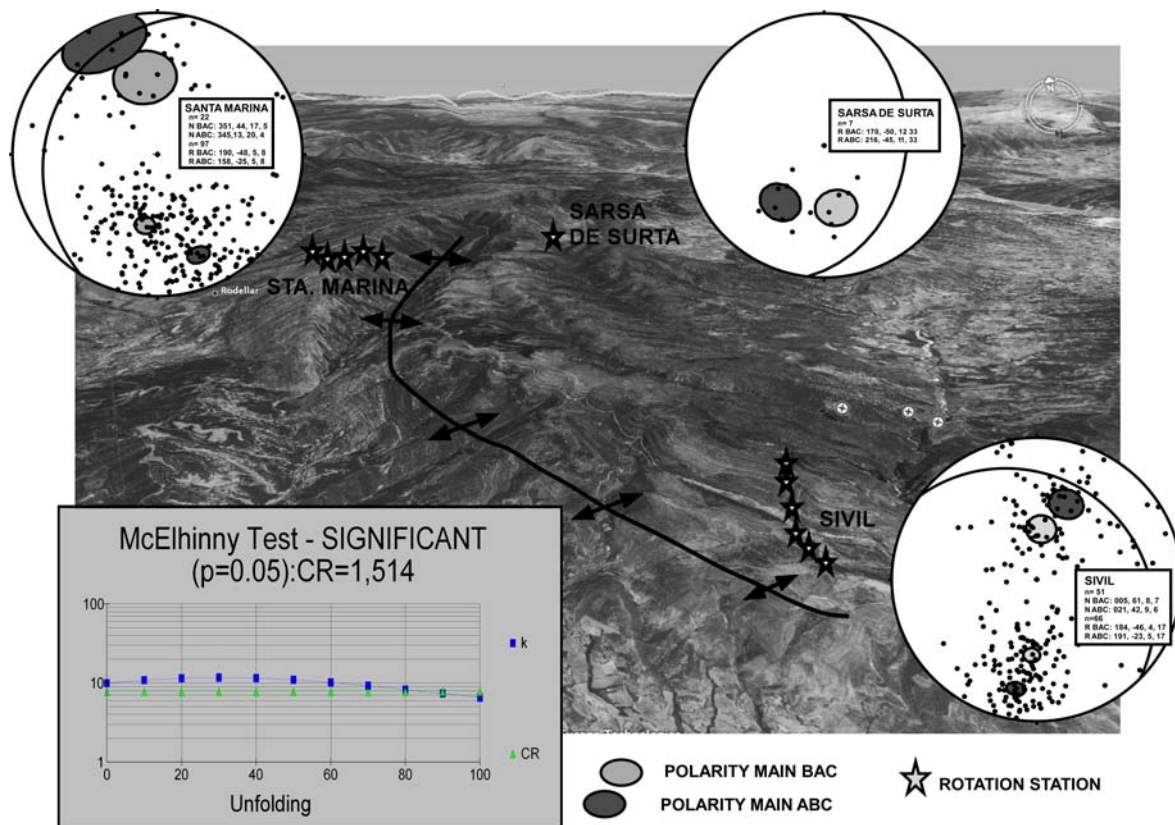 SANTA MARINA
n= 22
N BAC: 351, 44, 17, 5
N ABC: 345,13, 20, 4
n= 97
R BAC: 190, -48, 5, 8
R ABC: 158, -25, 5, 8
SARSA DE SURTA
n= 7
R BAC: 170, -50, 12 33
R ABC: 216, -45, 11, 33
SARSA
DE SURTA
STA. MARINA
Rodellar
SIVIL
SIVIL
n= 51
N BAC: 005, 61, 8, 7
N ABC: 021, 42, 9, 6
n=66
R BAC: 184, -46, 4, 17
R ABC: 191, -23, 5, 17
McElhinny Test - SIGNIFICANT
(p=0.05):CR=1,514
100
10
1
0 20 40 60 80 100
Unfolding
k
CR
POLARITY MAIN BAC
POLARITY MAIN ABC
ROTATION STATION